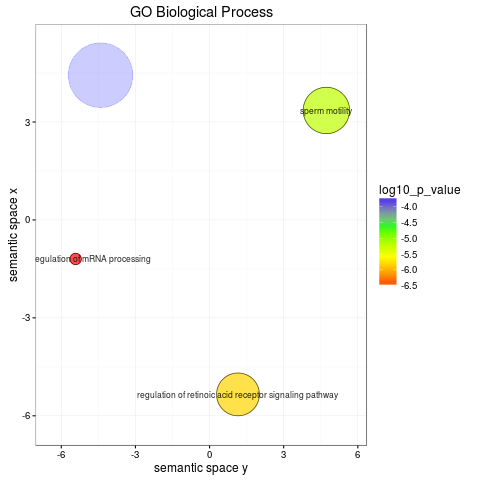 GO Biological Process
sperm motility
egulation of mRNA processing
regulation of retinoic acid receptor signaling pathway
3
0
-3
-6
-6
-3
0
3
6
semantic space x
semantic space y
log10_p_value
-4.0
-4.5
-5.0
-5.5
-6.0
-6.5